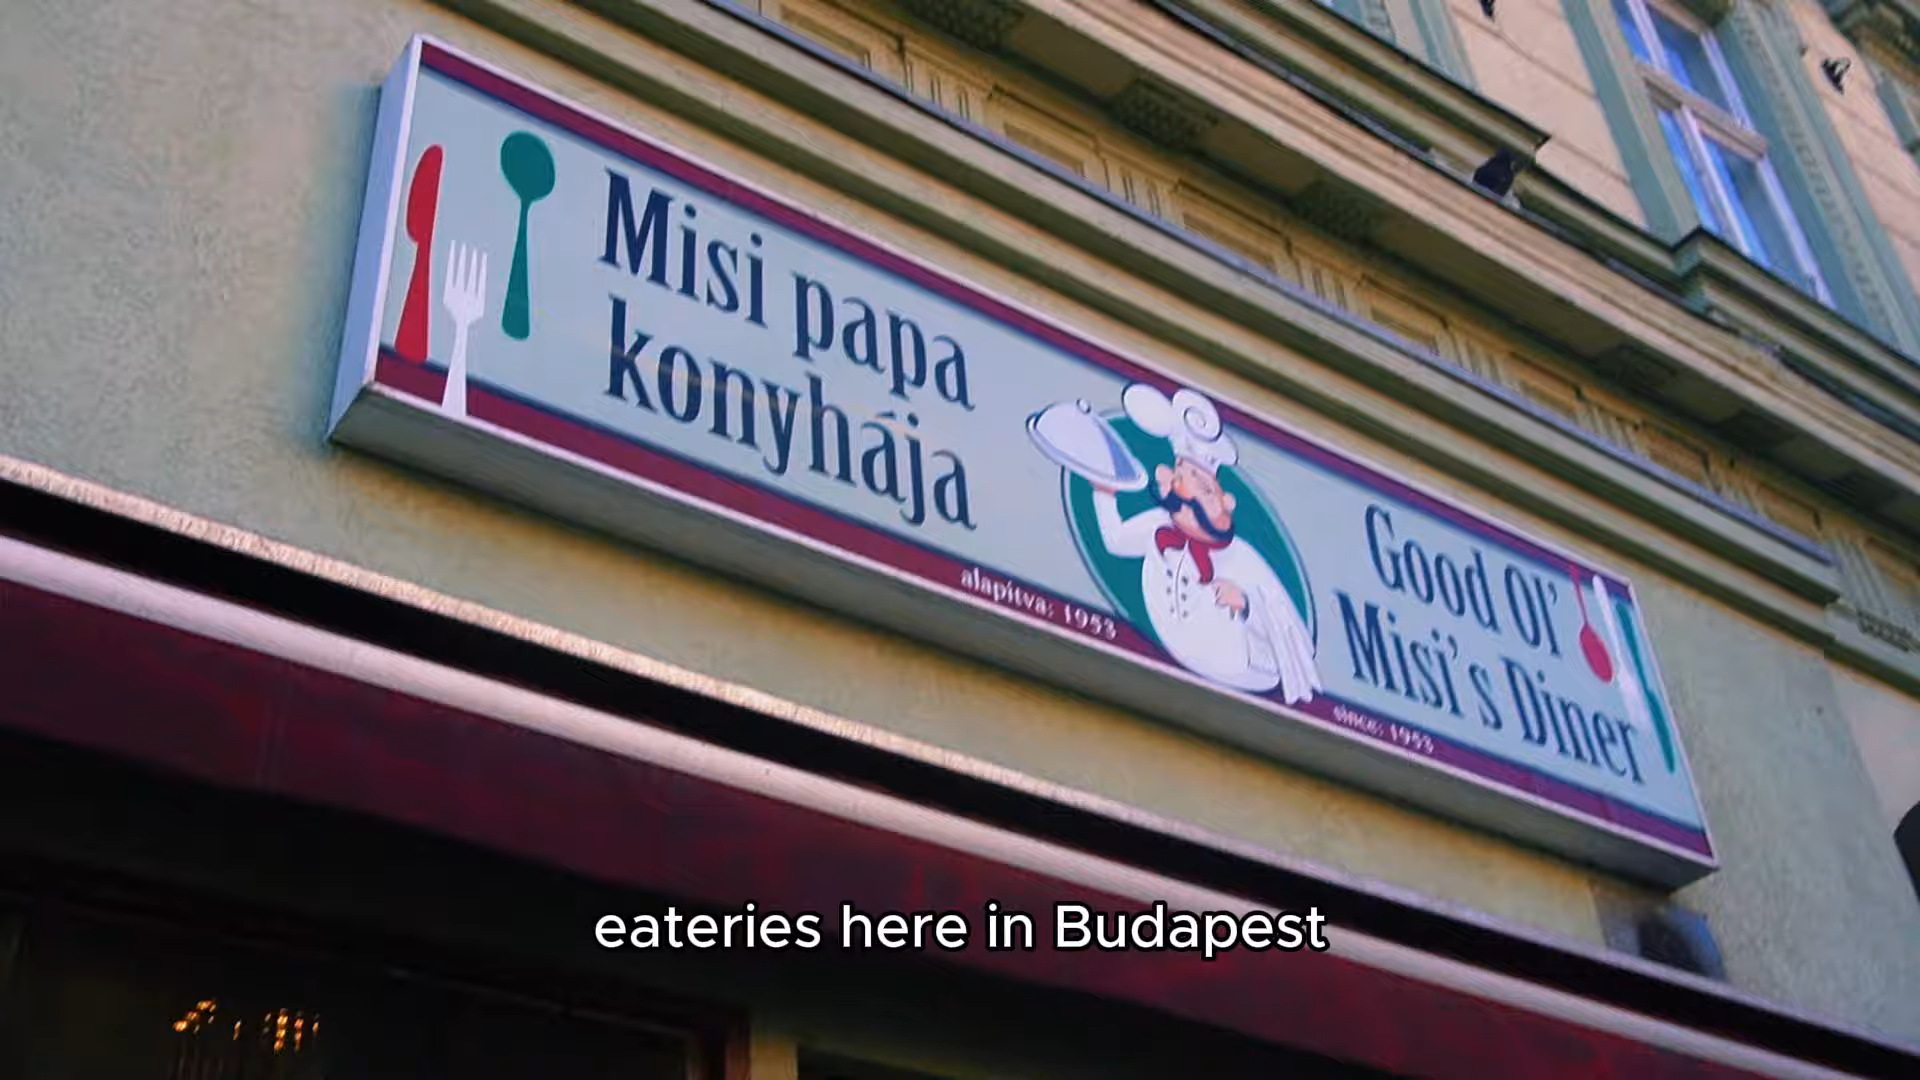 Misi papa
konyhája
alapítva: 1953
Good Ol'
Misi's Diner
since: 1953
eateries here in Budapest